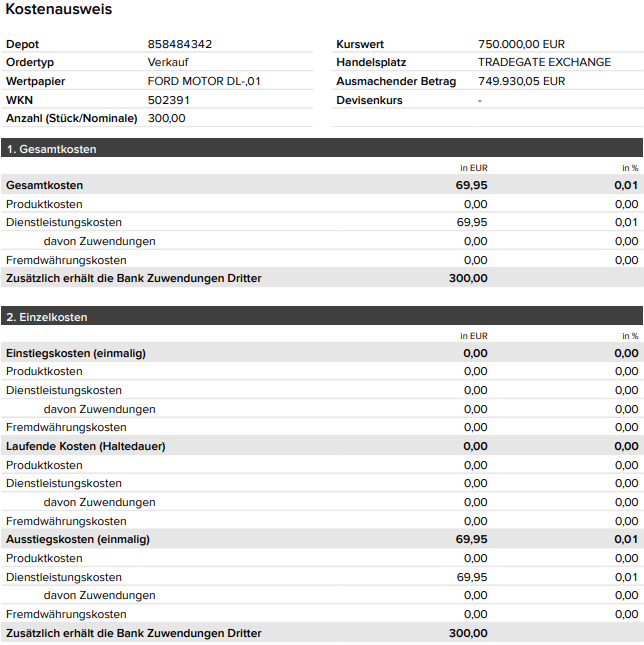 Kostenausweis
Depot 858484342 Kurswert 750.000,00 EUR
Ordertyp Verkauf Handelsplatz TRADEGATE EXCHANGE
Wertpapier FORD MOTOR DL-,01 Ausmachender Betrag 749.930,05 EUR
WKN 502391 Devisenkurs -
Anzahl (Stück/Nominale) 300,00
1. Gesamtkosten
in EUR in %
Gesamtkosten 69,95 0,01
Produktkosten 0,00 0,00
Dienstleistungskosten 69,95 0,01
davon Zuwendungen 0,00 0,00
Fremdwährungskosten 0,00 0,00
Zusätzlich erhält die Bank Zuwendungen Dritter 300,00
2. Einzelkosten
in EUR in %
Einstiegskosten (einmalig) 0,00 0,00
Produktkosten 0,00 0,00
Dienstleistungskosten 0,00 0,00
davon Zuwendungen 0,00 0,00
Fremdwährungskosten 0,00 0,00
Laufende Kosten (Haltedauer) 0,00 0,00
Produktkosten 0,00 0,00
Dienstleistungskosten 0,00 0,00
davon Zuwendungen 0,00 0,00
Fremdwährungskosten 0,00 0,00
Ausstiegskosten (einmalig) 69,95 0,01
Produktkosten 0,00 0,00
Dienstleistungskosten 69,95 0,01
davon Zuwendungen 0,00 0,00
Fremdwährungskosten 0,00 0,00
Zusätzlich erhält die Bank Zuwendungen Dritter 300,00